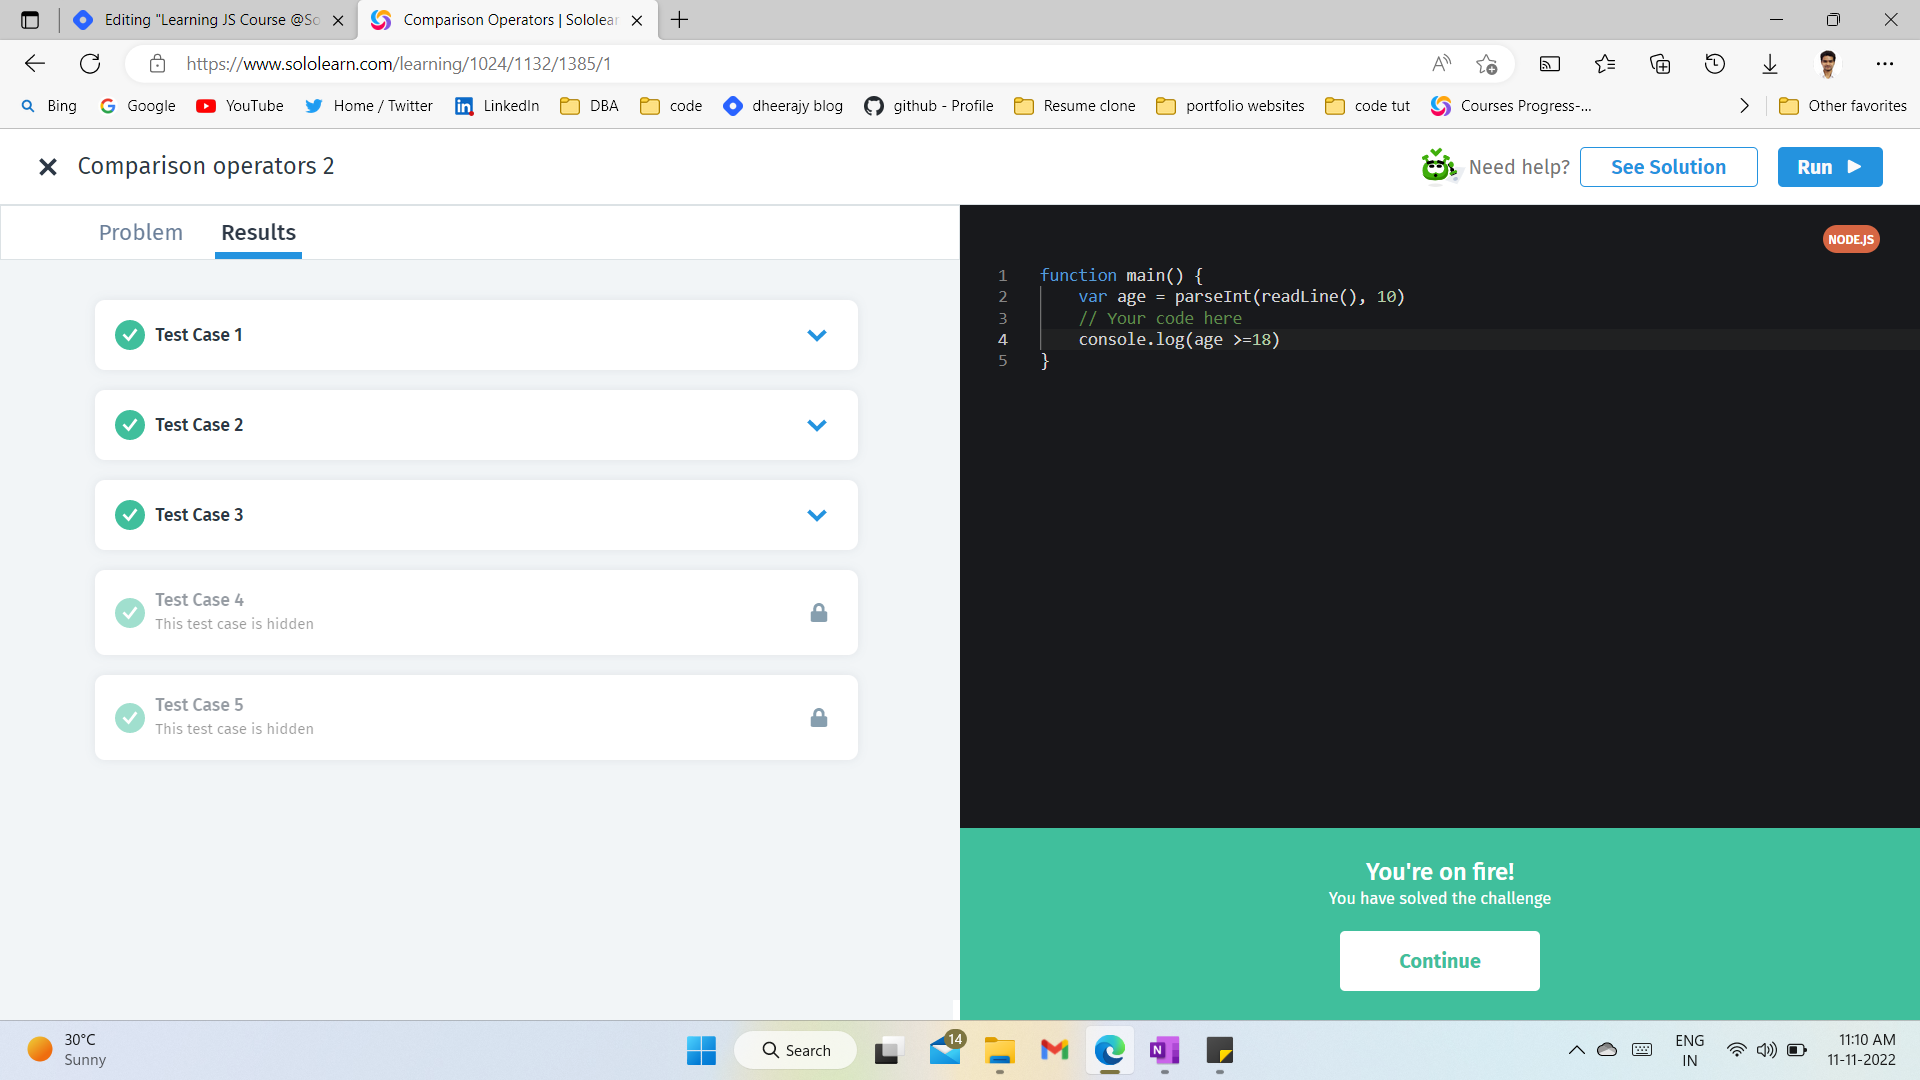 Editing "Learning JS Course @So
Comparison Operators | Sololear
https://www.sololearn.com/learning/1024/1132/1385/1
Bing
Google
YouTube
Home / Twitter
LinkedIn
DBA
code
dheerajy blog
github - Profile
Resume clone
portfolio websites
code tut
Courses Progress-...
Other favorites
Comparison operators 2
Need help?
See Solution
Run
Problem
Results
Test Case 1
Test Case 2
Test Case 3
Test Case 4
This test case is hidden
Test Case 5
This test case is hidden
NODE.JS
1 function main() {
2 var age = parseInt(readLine(), 10)
3 // Your code here
4 console.log(age >=18)
5 }
You're on fire!
You have solved the challenge
Continue
30°C
Sunny
Search
14
ENG
IN
11:10 AM
11-11-2022